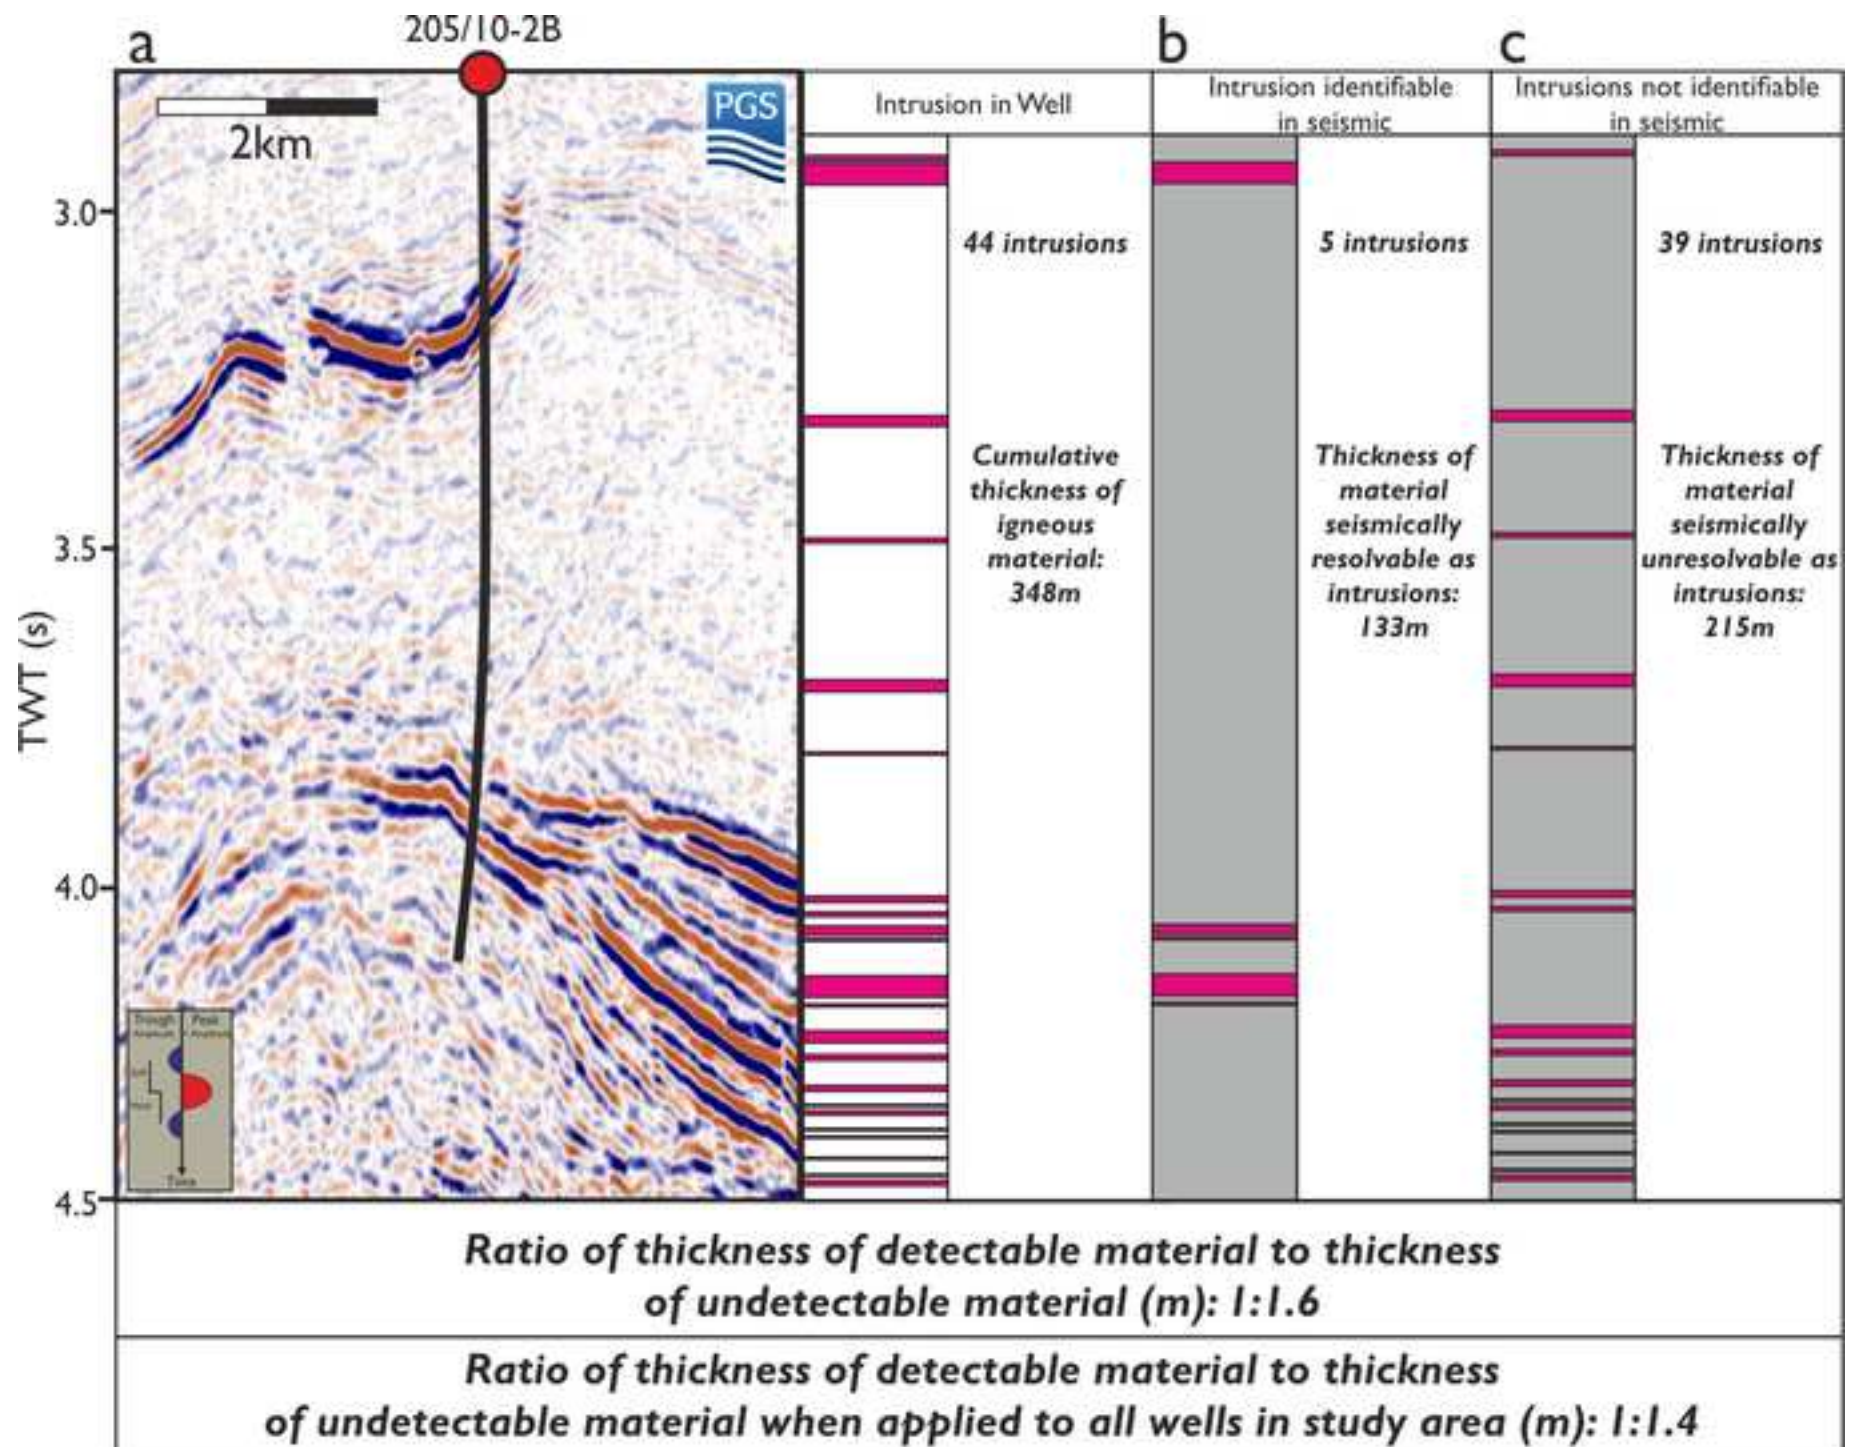 205/10-2B
a
b
c
2km
PGS
Intrusion in Well
Intrusion identifiable
in seismic
Intrusions not identifiable
in seismic
3.0
3.5
4.0
4.5
TWT (s)
44 intrusions
5 intrusions
39 intrusions
Cumulative
thickness of
igneous
material:
348m
Thickness of
material
seismically
resolvable as
intrusions:
133m
Thickness of
material
seismically
unresolvable as
intrusions:
215m
Trough
Peak
Time
Ratio of thickness of detectable material to thickness
of undetectable material (m): 1:1.6
Ratio of thickness of detectable material to thickness
of undetectable material when applied to all wells in study area (m): 1:1.4